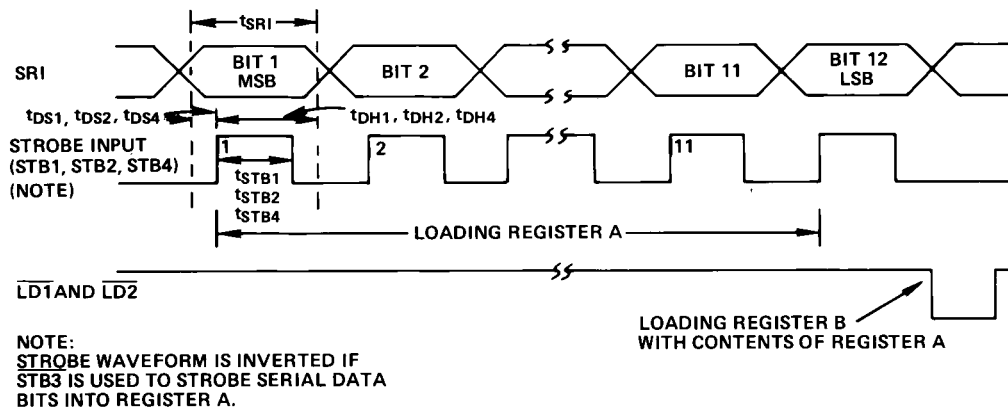 tSRI
SRI
BIT 1
MSB
BIT 2
BIT 11
BIT 12
LSB
tDS1, tDS2, tDS4
tDH1, tDH2, tDH4
STROBE INPUT
(STB1, STB2, STB4)
(NOTE)
1
2
11
tSTB1
tSTB2
tSTB4
LOADING REGISTER A
LD1 AND LD2
LOADING REGISTER B
WITH CONTENTS OF REGISTER A
NOTE:
STROBE WAVEFORM IS INVERTED IF
STB3 IS USED TO STROBE SERIAL DATA
BITS INTO REGISTER A.